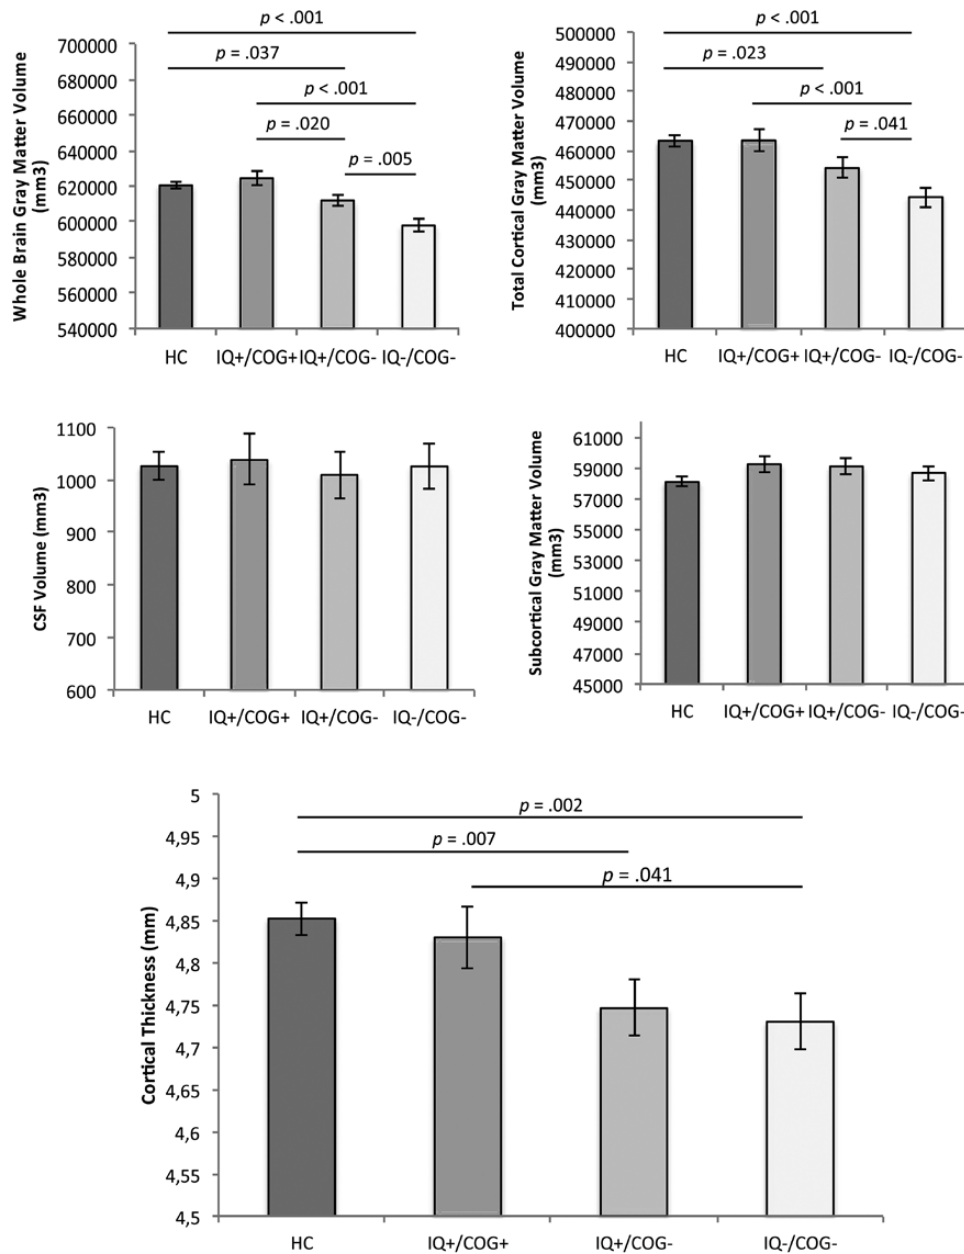 p < .001
p = .037
p < .001
p = .020
p = .005
Whole Brain Gray Matter Volume
(mm3)
700000
680000
660000
640000
620000
600000
580000
560000
540000
HC
IQ+/COG+
IQ+/COG-
IQ-/COG-
p < .001
p = .023
p < .001
p = .041
Total Cortical Gray Matter Volume
(mm3)
500000
490000
480000
470000
460000
450000
440000
430000
420000
410000
400000
HC
IQ+/COG+
IQ+/COG-
IQ-/COG-
CSF Volume (mm3)
1100
1000
900
800
700
600
HC
IQ+/COG+
IQ+/COG-
IQ-/COG-
Subcortical Gray Matter Volume
(mm3)
61000
59000
57000
55000
53000
51000
49000
47000
45000
HC
IQ+/COG+
IQ+/COG-
IQ-/COG-
p = .002
p = .007
p = .041
Cortical Thickness (mm)
5
4,95
4,9
4,85
4,8
4,75
4,7
4,65
4,6
4,55
4,5
HC
IQ+/COG+
IQ+/COG-
IQ-/COG-